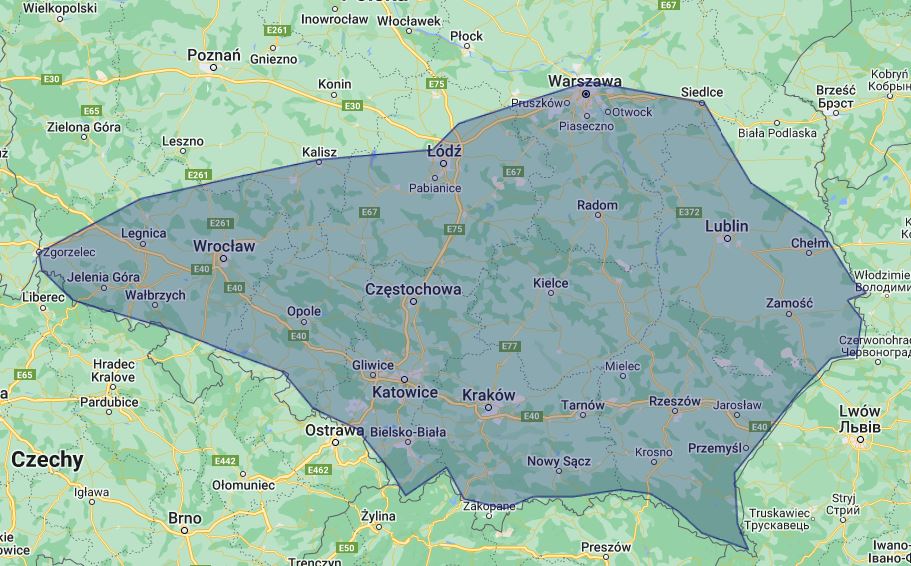 Wielkopolski
Inowrocław
Włocławek
E67
Płock
E261
Poznań
Gniezno
E30
Konin
E75
E30
Warszawa
Siedlce
Kobryń
Кобрын
Brześć
Брэст
Pruszków
Otwock
E65
Zielona Góra
Piaseczno
Biała Podlaska
Leszno
Kalisz
Łódź
E261
Pabianice
E67
E67
Radom
E372
E261
Legnica
E75
Lublin
Wrocław
Chełm
Zgorzelec
E40
Jelenia Góra
E40
Częstochowa
Kielce
Włodzimie
Володими
Liberec
Wałbrzych
Opole
Zamość
E40
E77
Czerwonohra
Червоноград
Hradec
Kralove
E65
Gliwice
Mielec
Katowice
Kraków
Pardubice
E40
Tarnów
Rzeszów
Jarosław
Lwów
Львів
Ostrawa
Bielsko-Biała
E40
Przemyśl
Czechy
E442
E462
Nowy Sącz
Krosno
Ołomuniec
Igława
Zakopane
Stryj
Стрий
Brno
Żylina
Truskawiec
Трускавець
E50
Preszów
Trenczyn
Iwano-F
Івано-Ф